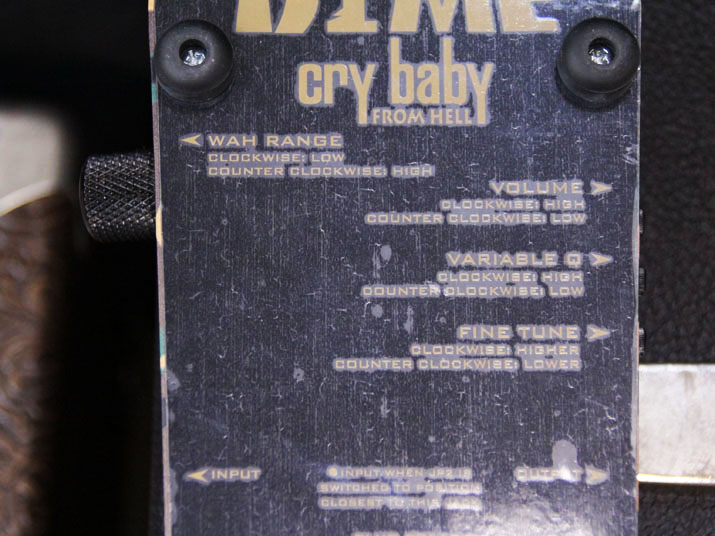 DIME
cry baby
FROM HELL
WAH RANGE
CLOCKWISE: LOW
COUNTER CLOCKWISE: HIGH
VOLUME
CLOCKWISE: HIGH
COUNTER CLOCKWISE: LOW
VARIABLE Q
CLOCKWISE: HIGH
COUNTER CLOCKWISE: LOW
FINE TUNE
CLOCKWISE: HIGHER
COUNTER CLOCKWISE: LOWER
INPUT
INPUT WHEN JP2 IS
SWITCHED TO POSITION
CLOSEST TO THIS SIDE
OUTPUT